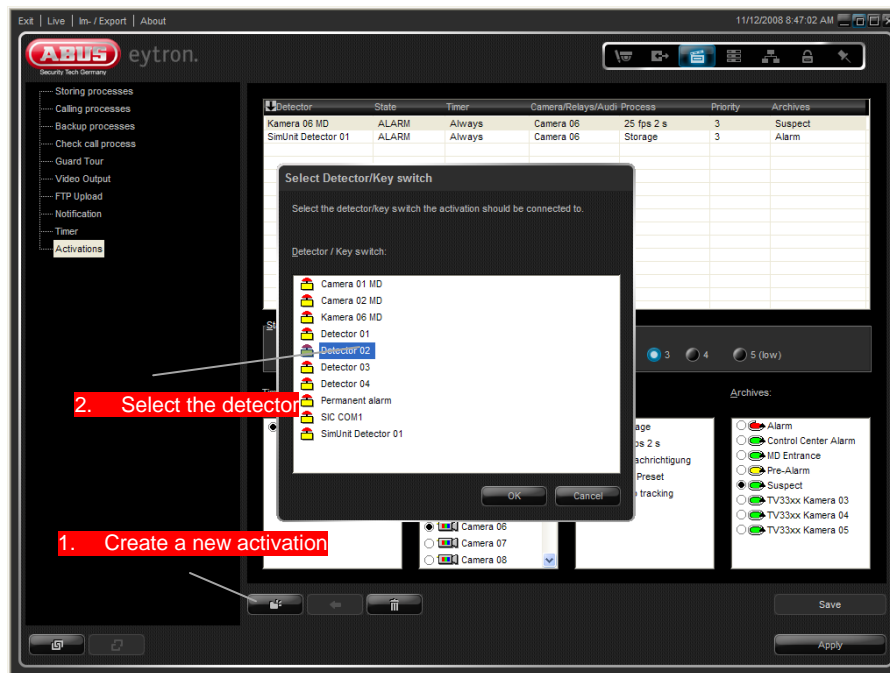 Exit | Live | Im- / Export | About
11/12/2008 8:47:02 AM
ABUS eytron.
Security Tech Germany
Storing processes
Calling processes
Backup processes
Check call process
Guard Tour
Video Output
FTP Upload
Notification
Timer
Activations
Detector State Timer Camera/Relays/Audi Process Priority Archives
Kamera 06 MD ALARM Always Camera 06 25 fps 2 s 3 Suspect
SimUnit Detector 01 ALARM Always Camera 06 Storage 3 Alarm
Select Detector/Key switch
Select the detector/key switch the activation should be connected to.
Detector / Key switch:
Camera 01 MD
Camera 02 MD
Kamera 06 MD
Detector 01
Detector 02
Detector 03
Detector 04
Permanent alarm
SIC COM1
SimUnit Detector 01
OK Cancel
2. Select the detector
3 4 5 (low)
Archives:
Alarm
Control Center Alarm
MD Entrance
Pre-Alarm
Suspect
TV33xx Kamera 03
TV33xx Kamera 04
TV33xx Kamera 05
age
ps 2 s
achrichtigung
Preset
tracking
Camera 06
Camera 07
Camera 08
1. Create a new activation
Save
Apply